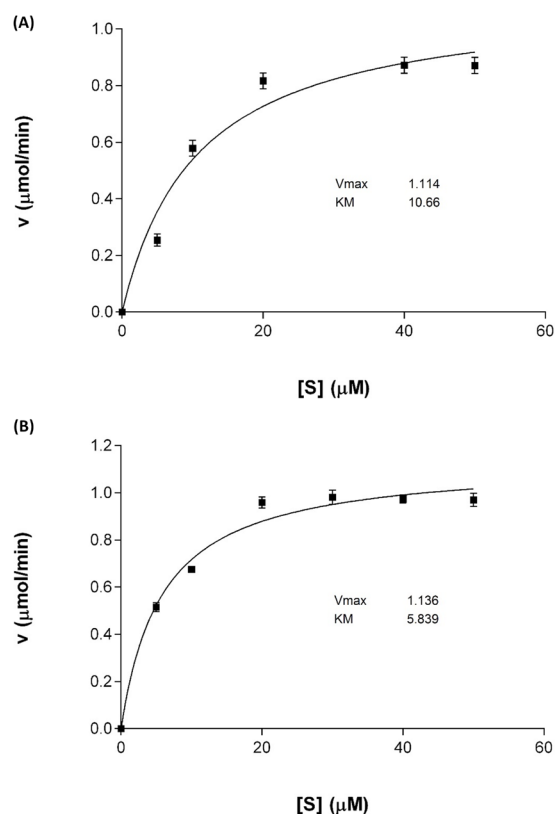 (A)
1.0
0.8
0.6
0.4
0.2
0.0
0 20 40 60
v (μmol/min)
Vmax 1.114
KM 10.66
[S] (μM)
(B)
1.2
1.0
0.8
0.6
0.4
0.2
0.0
0 20 40 60
v (μmol/min)
Vmax 1.136
KM 5.839
[S] (μM)